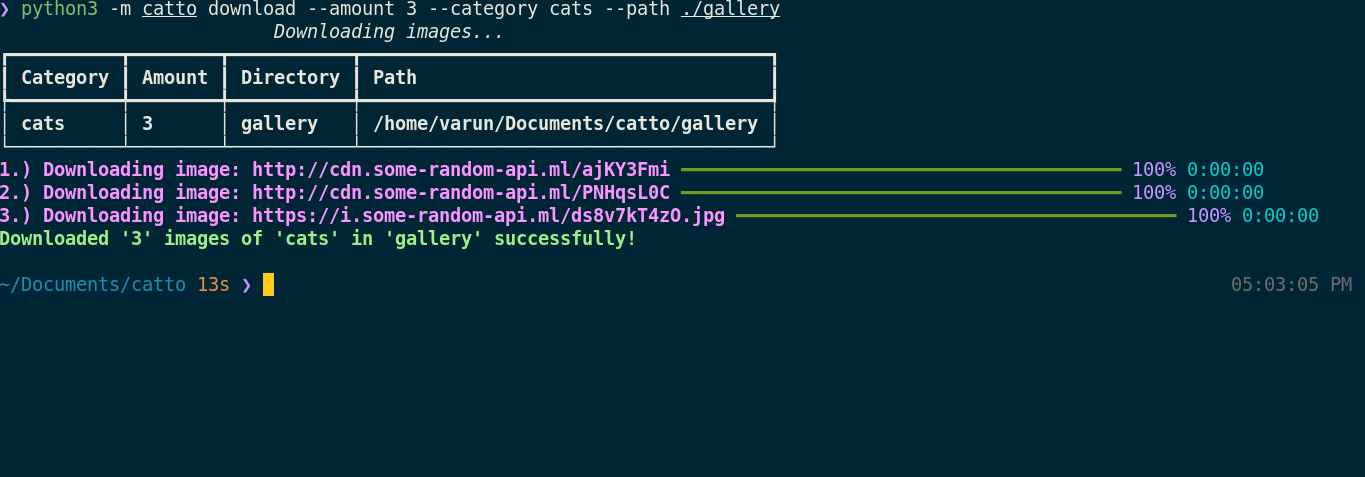 ❯ python3 -m catto download --amount 3 --category cats --path ./gallery
Downloading images...
Category Amount Directory Path
cats 3 gallery /home/varun/Documents/catto/gallery
1.) Downloading image: http://cdn.some-random-api.ml/ajKY3Fmi 100% 0:00:00
2.) Downloading image: http://cdn.some-random-api.ml/PNHqsL0C 100% 0:00:00
3.) Downloading image: https://i.some-random-api.ml/ds8v7kT4zO.jpg 100% 0:00:00
Downloaded '3' images of 'cats' in 'gallery' successfully!
~/Documents/catto 13s ❯ 05:03:05 PM